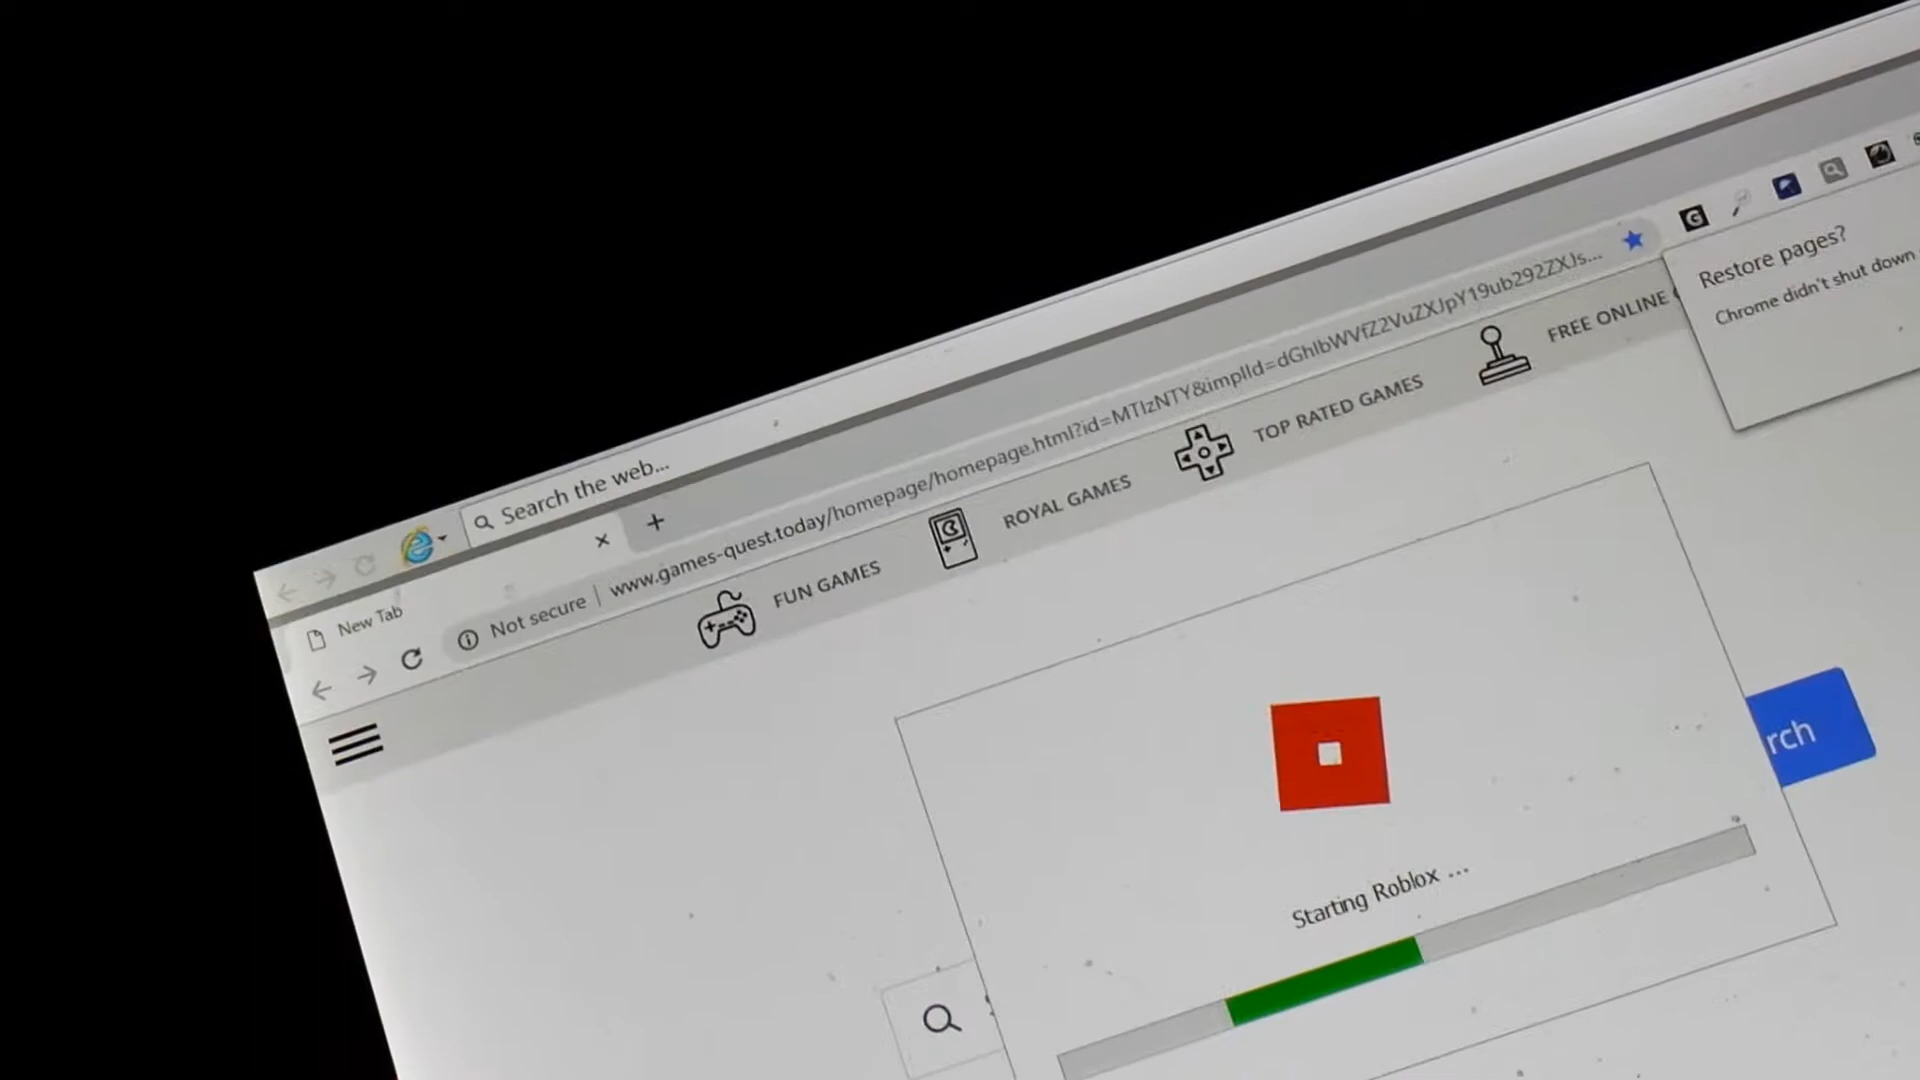 Search the web...
New Tab
Not secure | www.games-quest.today/homepage/homepage.html?id=MTIzNTY&implId=dGhlbWVfZ2VuZXJpY19ub292ZXJs...
FUN GAMES
ROYAL GAMES
TOP RATED GAMES
FREE ONLINE
Restore pages?
Chrome didn't shut down
rch
Starting Roblox ...